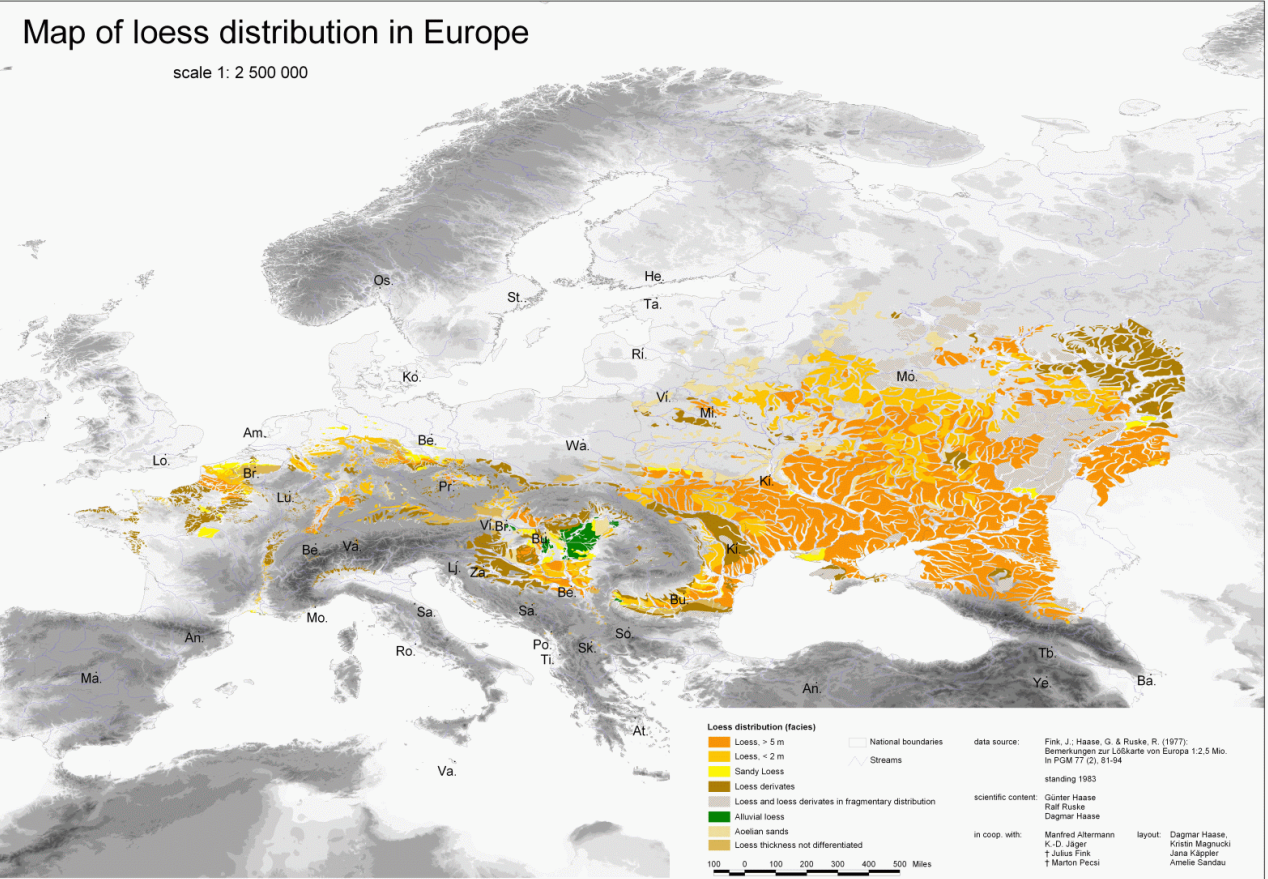 Map of loess distribution in Europe
scale 1: 2 500 000
Os.
St..
He.
Ta.
Rí.
Ko.
Ví.
Mi.
Mó.
Am..
Be.
Wa.
Lo.
Br.
Lu.
Pr.
Kí.
Ví.
Br.
Bu.
Kí.
Be.
Va.
Lj.
Za.
Be.
Bu.
Mo.
Sa.
Sa.
So.
An.
Ro.
Po.
Ti.
Sk.
Ma.
An.
Tb.
Ye.
Ba.
At.
Va.
Loess distribution (facies)
Loess, > 5 m
Loess, < 2 m
Sandy Loess
Loess derivates
Loess and loess derivates in fragmentary distribution
Alluvial loess
Aoelian sands
Loess thickness not differentiated
National boundaries
Streams
100 0 100 200 300 400 500 Miles
data source: Fink, J.; Haase, G. & Ruske, R. (1977):
Bemerkungen zur Lößkarte von Europa 1:2,5 Mio.
In PGM 77 (2), 81-94
standing 1983
scientific content: Günter Haase
Ralf Ruske
Dagmar Haase
in coop. with: Manfred Altermann
K.-D. Jäger
† Julius Fink
† Marton Pecsi
layout: Dagmar Haase,
Kristin Magnucki
Jana Käppler
Amelie Sandau